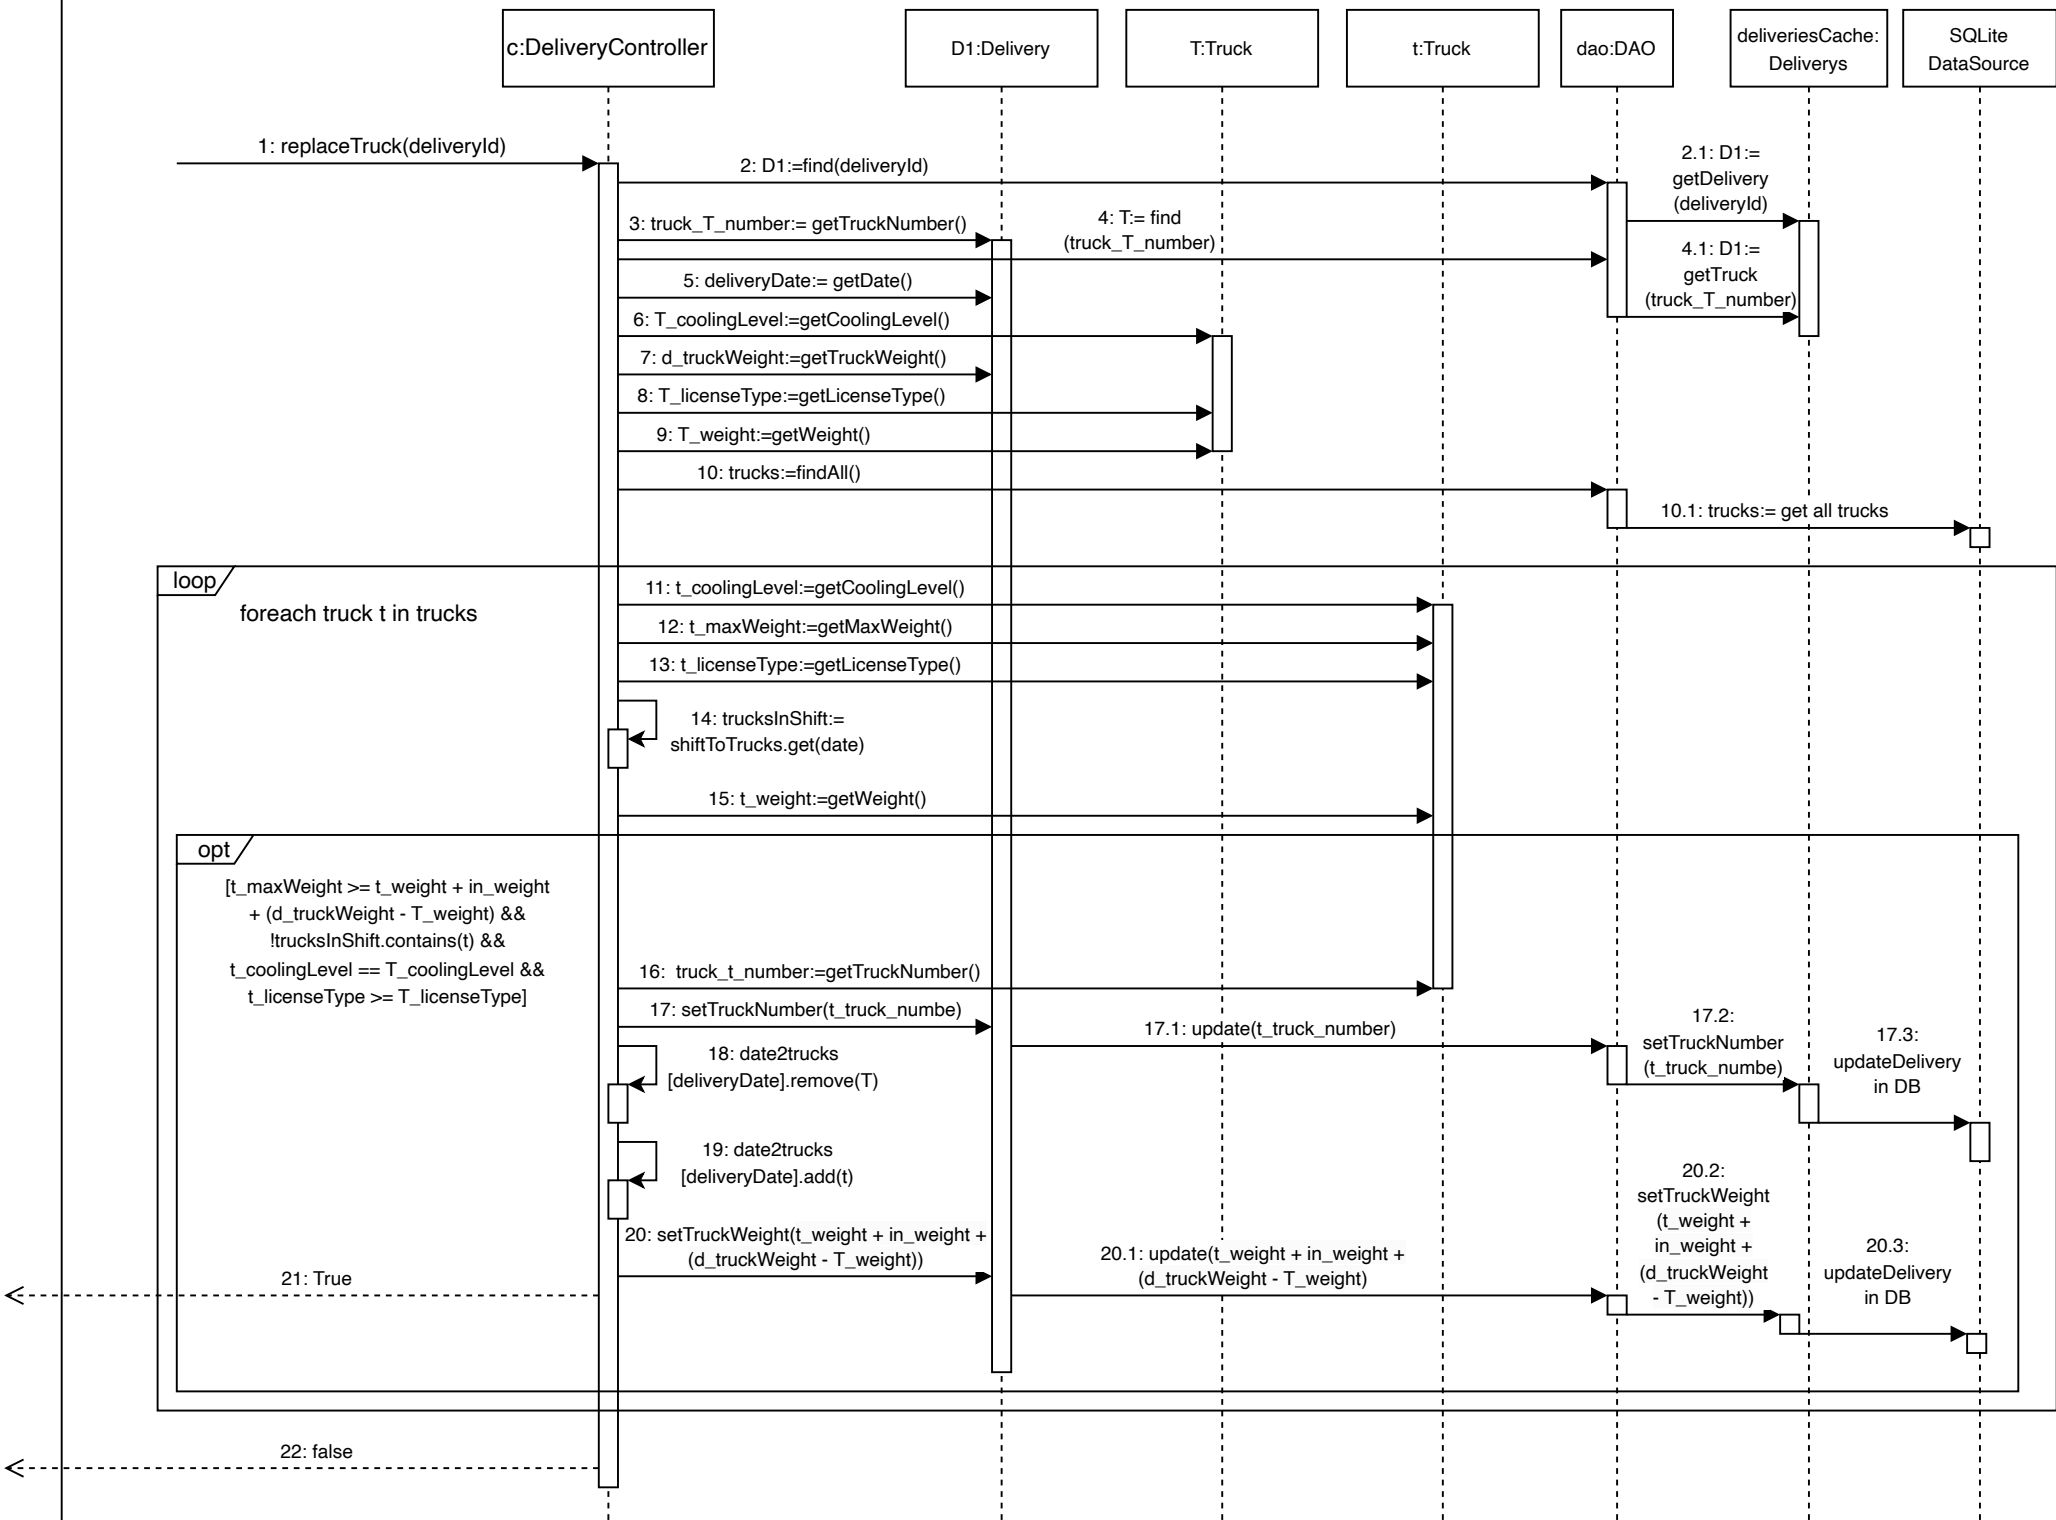 c:DeliveryController
D1:Delivery
T:Truck
t:Truck
dao:DAO
deliveriesCache:
Deliverys
SQLite
DataSource
1: replaceTruck(deliveryId)
2: D1:=find(deliveryId)
2.1: D1:=
getDelivery
(deliveryId)
3: truck_T_number:= getTruckNumber()
4: T:= find
(truck_T_number)
4.1: D1:=
getTruck
(truck_T_number)
5: deliveryDate:= getDate()
6: T_coolingLevel:=getCoolingLevel()
7: d_truckWeight:=getTruckWeight()
8: T_licenseType:=getLicenseType()
9: T_weight:=getWeight()
10: trucks:=findAll()
10.1: trucks:= get all trucks
loop
foreach truck t in trucks
11: t_coolingLevel:=getCoolingLevel()
12: t_maxWeight:=getMaxWeight()
13: t_licenseType:=getLicenseType()
14: trucksInShift:=
shiftToTrucks.get(date)
15: t_weight:=getWeight()
opt
[t_maxWeight >= t_weight + in_weight
+ (d_truckWeight - T_weight) &&
!trucksInShift.contains(t) &&
t_coolingLevel == T_coolingLevel &&
t_licenseType >= T_licenseType]
16:  truck_t_number:=getTruckNumber()
17: setTruckNumber(t_truck_numbe)
17.1: update(t_truck_number)
17.2:
setTruckNumber
(t_truck_numbe)
17.3:
updateDelivery
in DB
18: date2trucks
[deliveryDate].remove(T)
19: date2trucks
[deliveryDate].add(t)
20: setTruckWeight(t_weight + in_weight +
(d_truckWeight - T_weight))
20.1: update(t_weight + in_weight +
(d_truckWeight - T_weight)
20.2:
setTruckWeight
(t_weight +
in_weight +
(d_truckWeight
- T_weight))
20.3:
updateDelivery
in DB
21: True
22: false